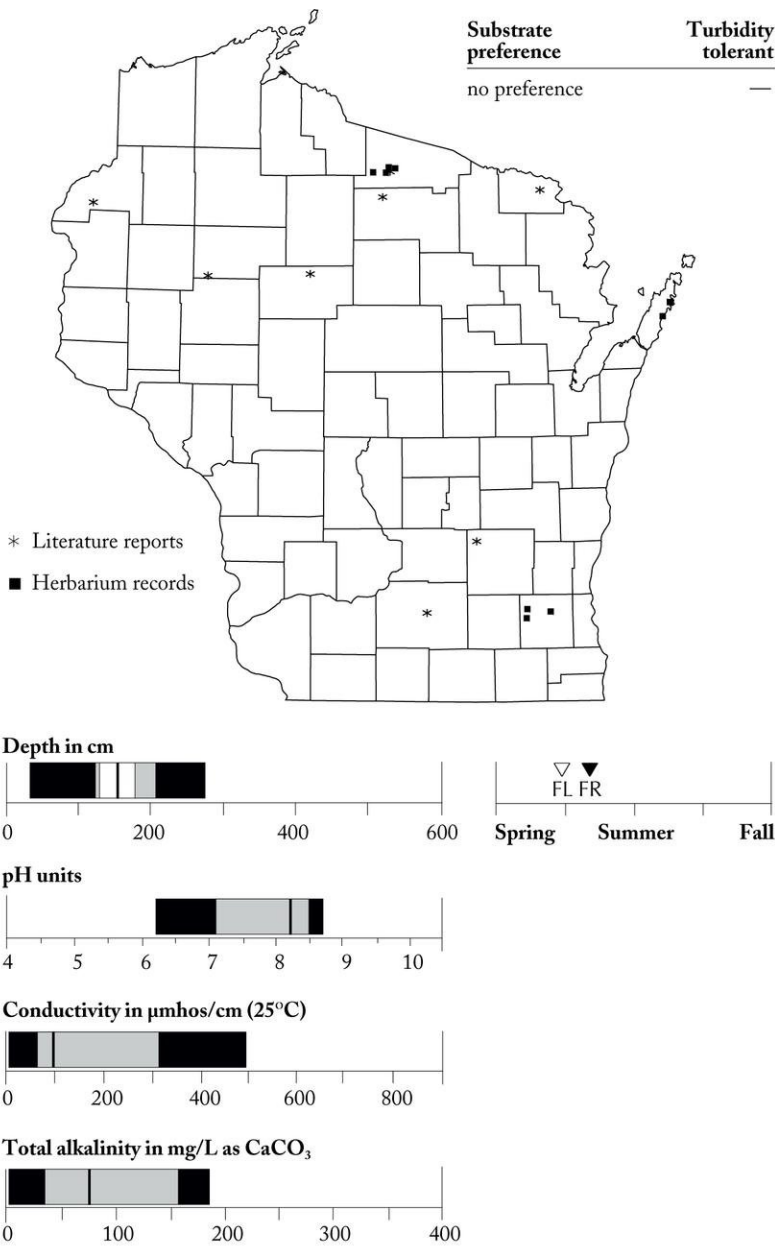 Substrate preference
Turbidity tolerant
no preference
—
* Literature reports
■ Herbarium records
Depth in cm
0 200 400 600
FL FR
Spring Summer Fall
pH units
4 5 6 7 8 9 10
Conductivity in µmhos/cm (25°C)
0 200 400 600 800
Total alkalinity in mg/L as CaCO₃
0 100 200 300 400